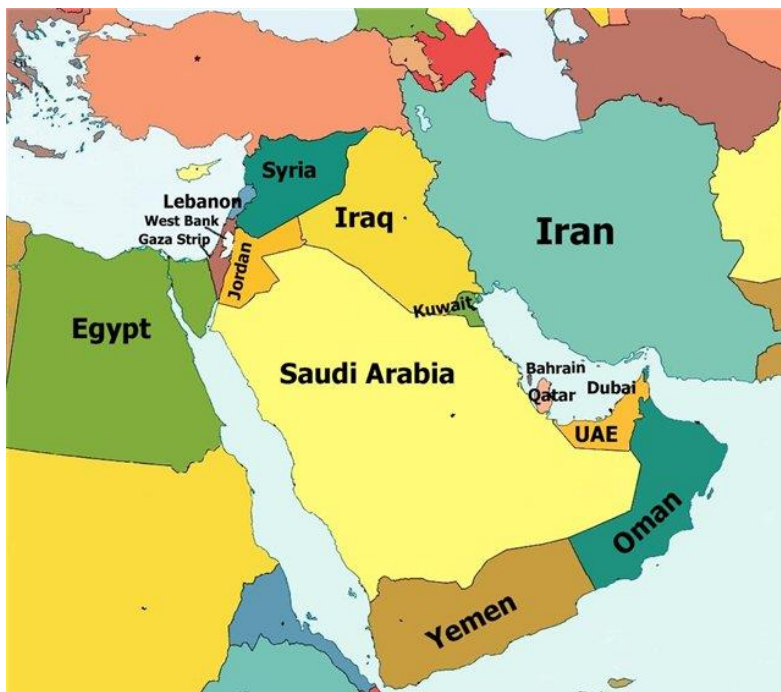 Syria
Lebanon
West Bank
Gaza Strip
Jordan
Iraq
Iran
Egypt
Kuwait
Saudi Arabia
Bahrain
Qatar
Dubai
UAE
Oman
Yemen